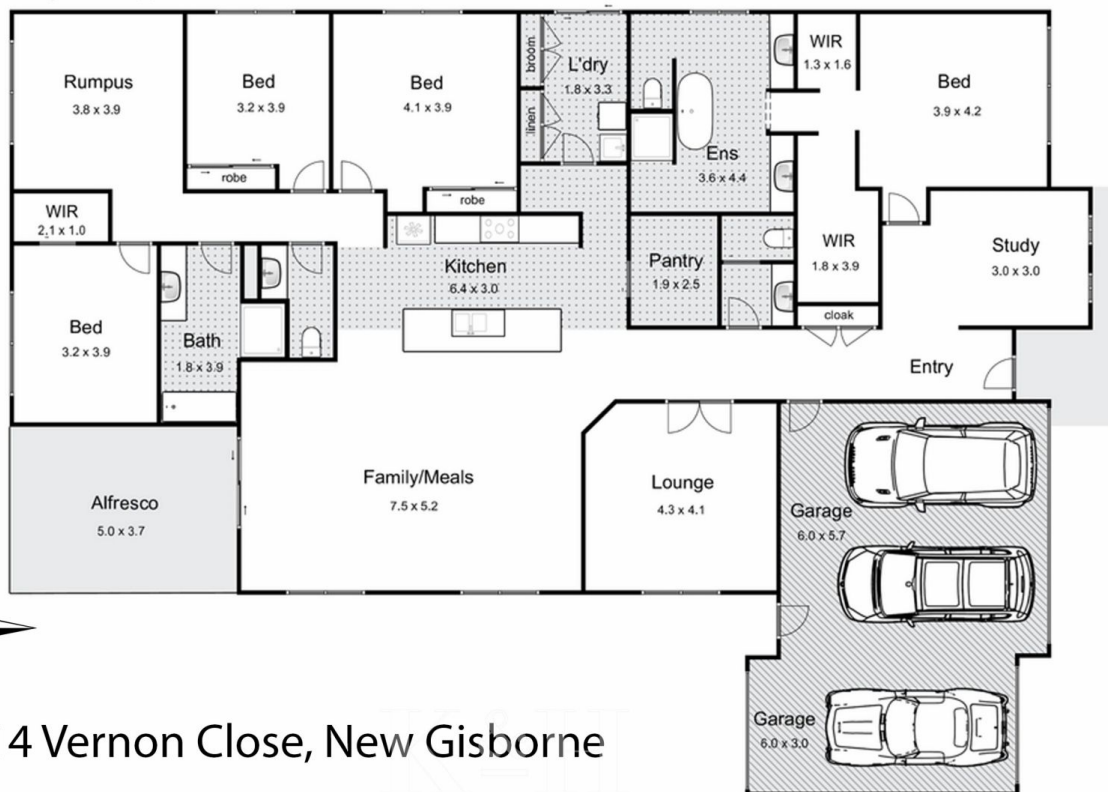 Rumpus
3.8 x 3.9
Bed
3.2 x 3.9
robe
Bed
4.1 x 3.9
robe
broom
linen
L'dry
1.8 x 3.3
Ens
3.6 x 4.4
WIR
1.3 x 1.6
Bed
3.9 x 4.2
WIR
2.1 x 1.0
Kitchen
6.4 x 3.0
Pantry
1.9 x 2.5
WIR
1.8 x 3.9
cloak
Study
3.0 x 3.0
Bed
3.2 x 3.9
Bath
1.8 x 3.9
Entry
Alfresco
5.0 x 3.7
Family/Meals
7.5 x 5.2
Lounge
4.3 x 4.1
Garage
6.0 x 5.7
Garage
6.0 x 3.0
4 Vernon Close, New Gisborne
K&H